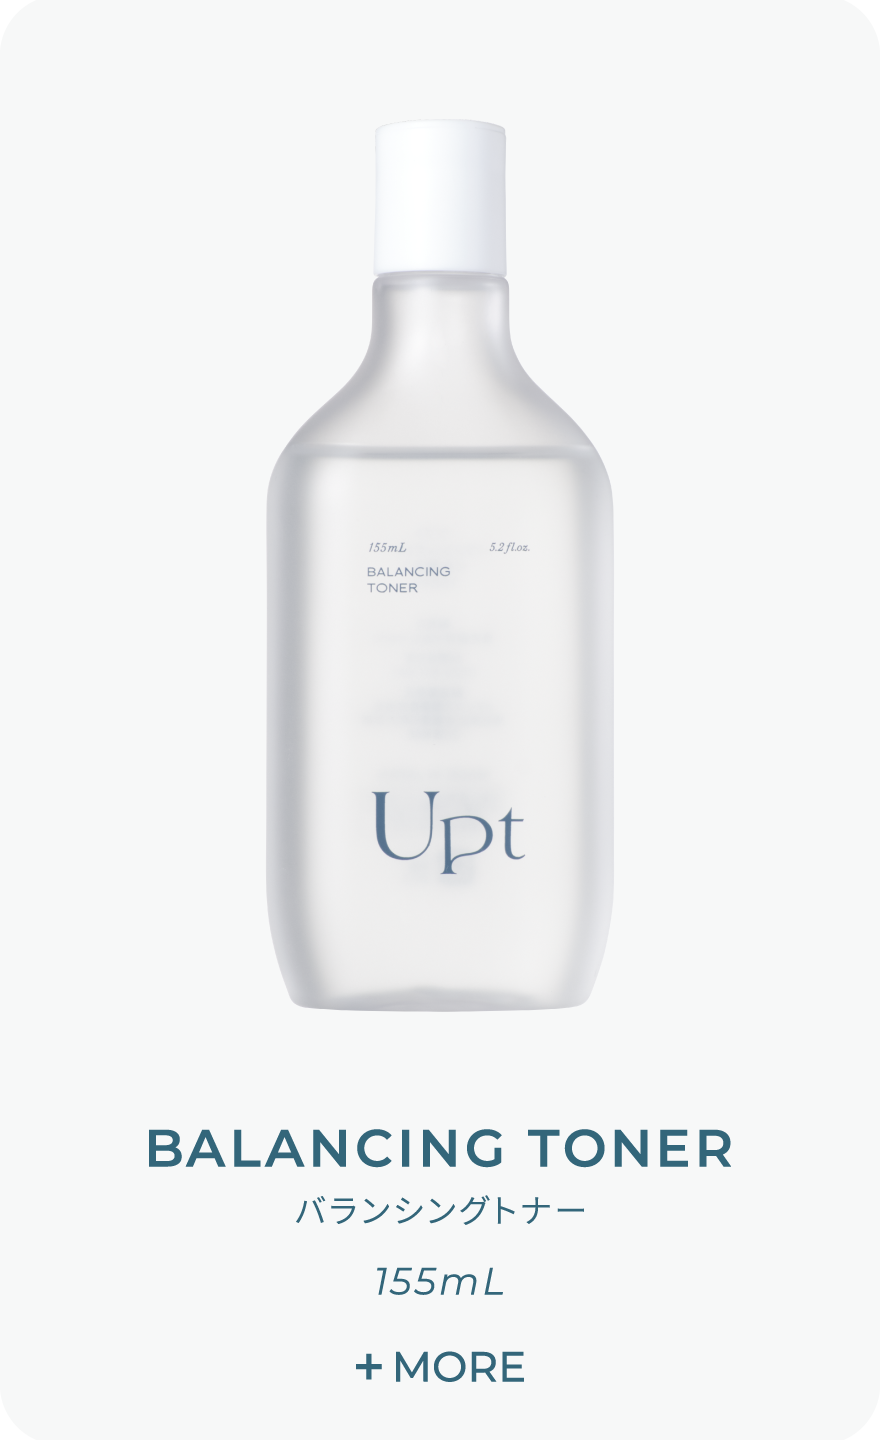 155mL 5.2 fl.oz.
BALANCING
TONER
Upt
BALANCING TONER
バランシングトナー
155mL
+ MORE